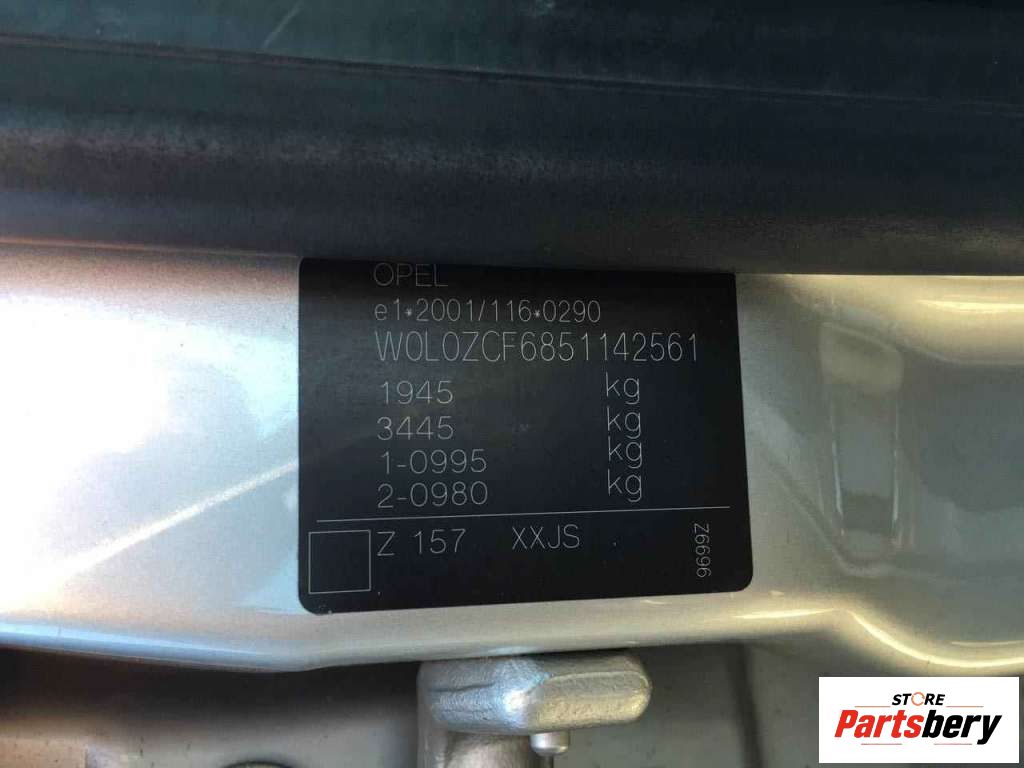 OPEL
e1*2001/116*0290
W0L0ZCF6851142561
1945 kg
3445 kg
1-0995 kg
2-0980 kg
Z 157 XXJS
9699Z
STORE
Partsbery